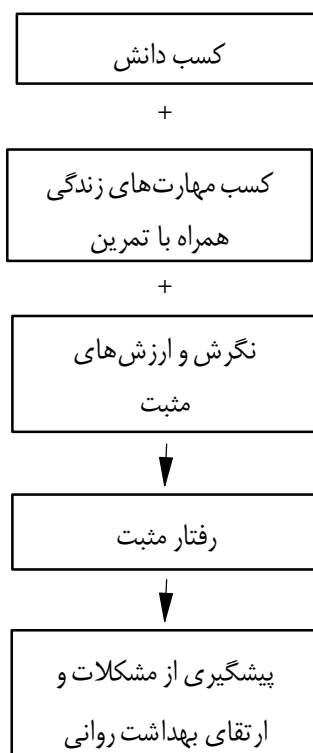 کسب دانش
+
کسب مهارت‌های زندگی
همراه با تمرین
+
نگرش و ارزش‌های
مثبت
رفتار مثبت
پیشگیری از مشکلات و
ارتقای بهداشت روانی